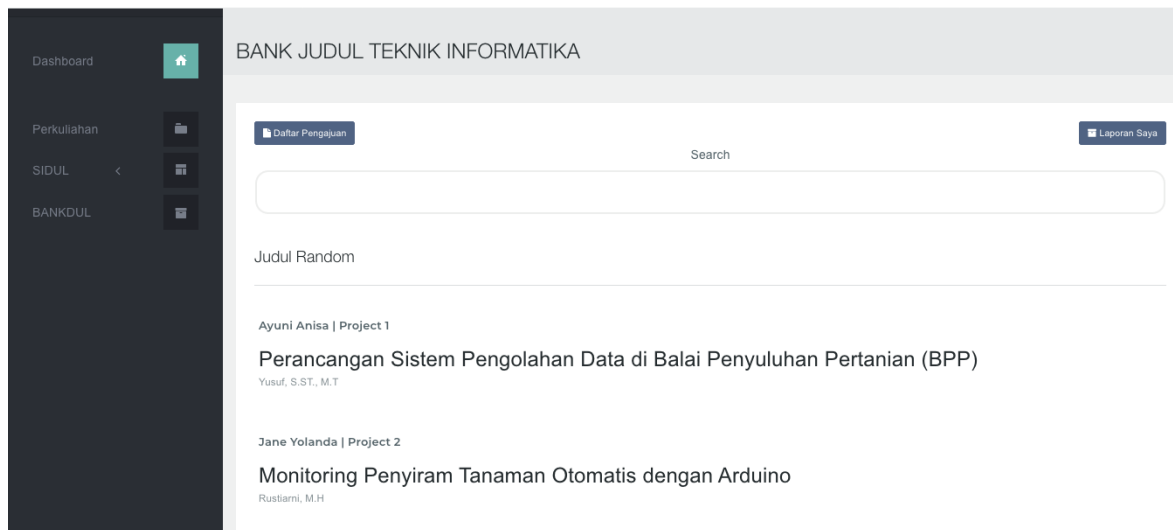 Dashboard
Perkuliahan
SIDUL
BANKDUL
BANK JUDUL TEKNIK INFORMATIKA
Daftar Pengajuan
Laporan Saya
Search
Judul Random
Ayuni Anisa | Project 1
Perancangan Sistem Pengolahan Data di Balai Penyuluhan Pertanian (BPP)
Yusuf, S.ST., M.T
Jane Yolanda | Project 2
Monitoring Penyiram Tanaman Otomatis dengan Arduino
Rustiarni, M.H